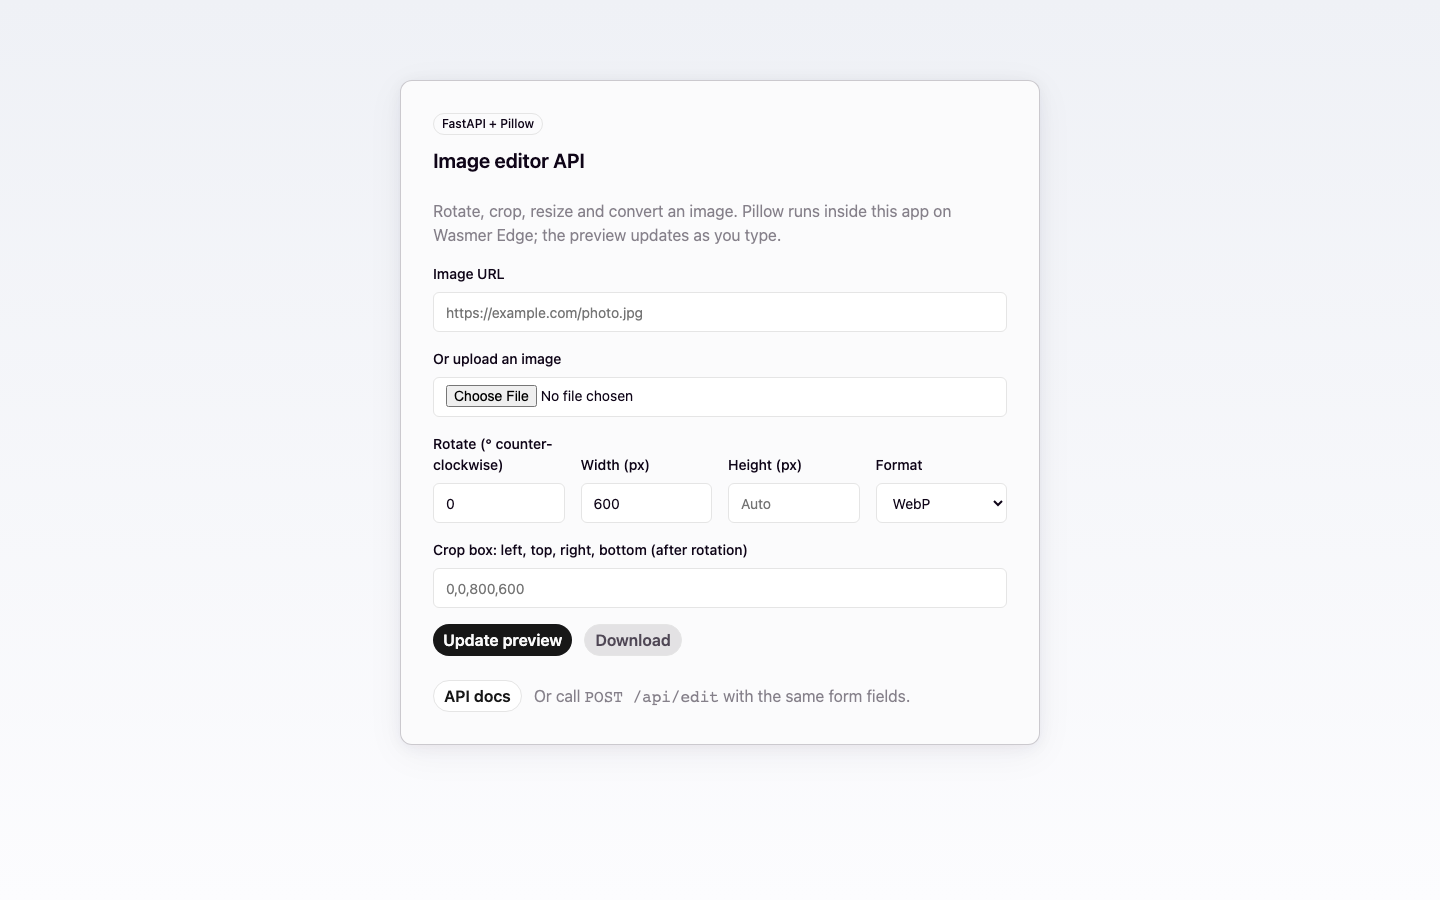 FastAPI + Pillow
Image editor API
Rotate, crop, resize and convert an image. Pillow runs inside this app on
Wasmer Edge; the preview updates as you type.
Image URL
https://example.com/photo.jpg
Or upload an image
Choose File No file chosen
Rotate (° counter-
clockwise)
Width (px)
Height (px)
Format
0
600
Auto
WebP
Crop box: left, top, right, bottom (after rotation)
0,0,800,600
Update preview
Download
API docs
Or call POST /api/edit with the same form fields.